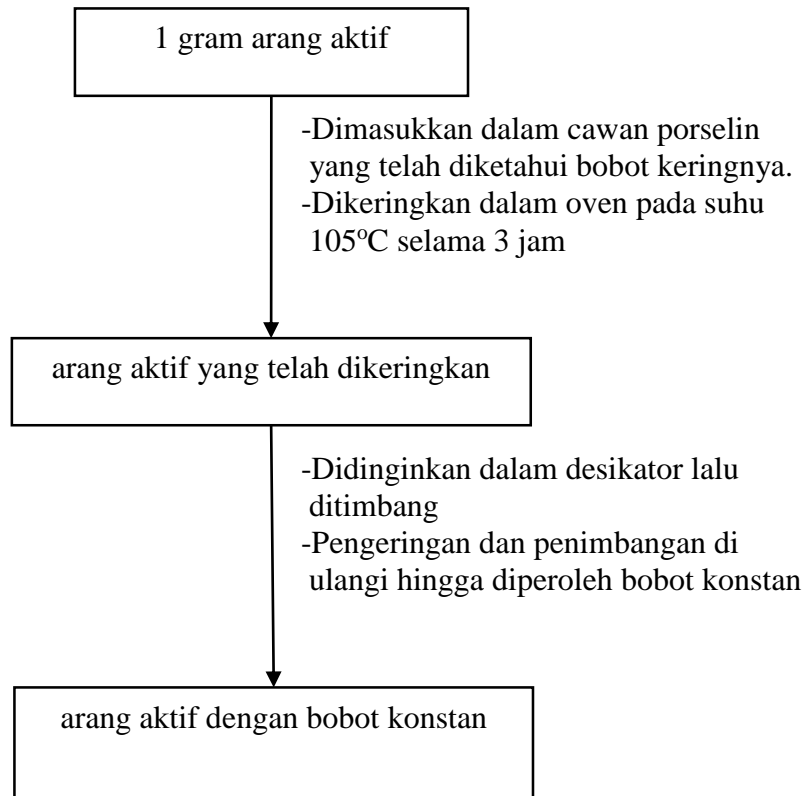 1 gram arang aktif
-Dimasukkan dalam cawan porselin
yang telah diketahui bobot keringnya.
-Dikeringkan dalam oven pada suhu
105°C selama 3 jam
arang aktif yang telah dikeringkan
-Didinginkan dalam desikator lalu
ditimbang
-Pengeringan dan penimbangan di
ulangi hingga diperoleh bobot konstan
arang aktif dengan bobot konstan